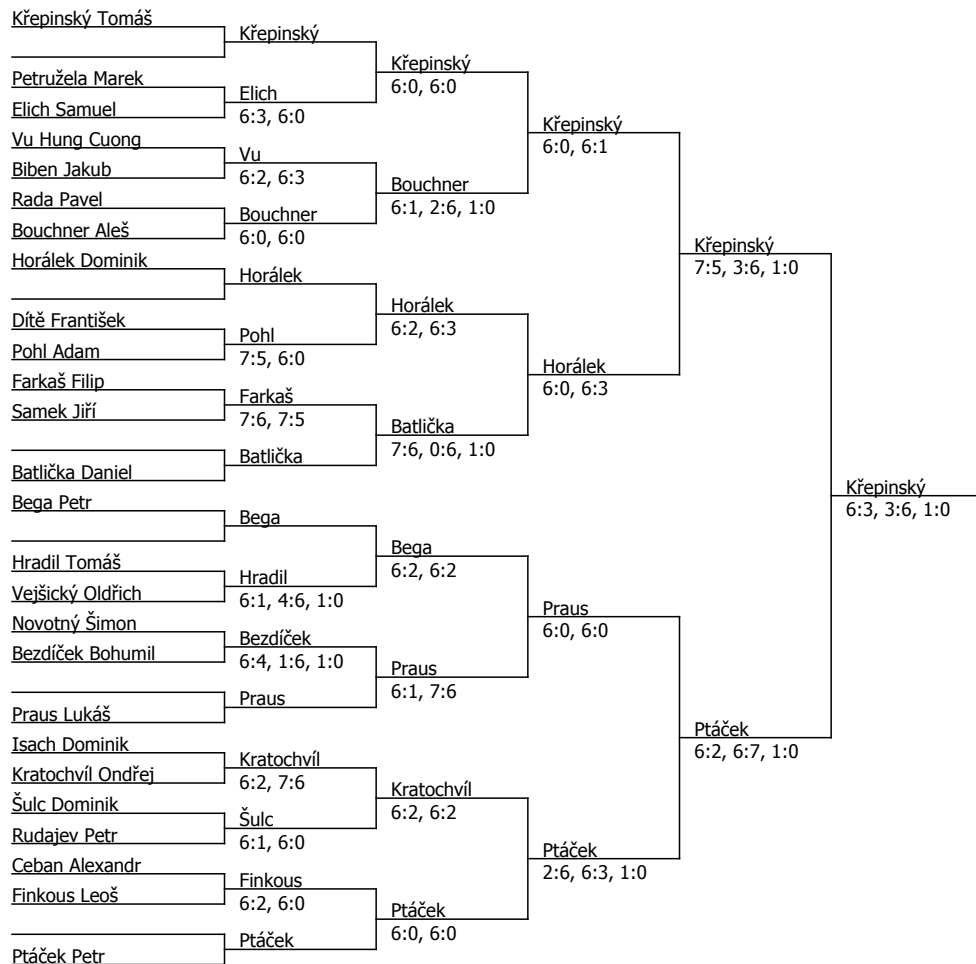 Křepinský Tomáš
Petružela Marek
Elich Samuel
Vu Hung Cuong
Biben Jakub
Rada Pavel
Bouchner Aleš
Horálek Dominik
Dítě František
Pohl Adam
Farkaš Filip
Samek Jiří
Batlička Daniel
Bega Petr
Hradil Tomáš
Vejšický Oldřich
Novotný Šimon
Bezdíček Bohumil
Praus Lukáš
Isach Dominik
Kratochvíl Ondřej
Šulc Dominik
Rudajev Petr
Ceban Alexandr
Finkous Leoš
Ptáček Petr
Křepinský
Elich
6:3, 6:0
Vu
6:2, 6:3
Bouchner
6:0, 6:0
Horálek
Pohl
7:5, 6:0
Farkaš
7:6, 7:5
Batlička
Bega
Hradil
6:1, 4:6, 1:0
Bezdíček
6:4, 1:6, 1:0
Praus
Kratochvíl
6:2, 7:6
Šulc
6:1, 6:0
Finkous
6:2, 6:0
Ptáček
Křepinský
6:0, 6:0
Bouchner
6:1, 2:6, 1:0
Horálek
6:2, 6:3
Batlička
7:6, 0:6, 1:0
Bega
6:2, 6:2
Praus
6:1, 7:6
Kratochvíl
6:2, 6:2
Ptáček
6:0, 6:0
Křepinský
6:0, 6:1
Horálek
6:0, 6:3
Praus
6:0, 6:0
Ptáček
2:6, 6:3, 1:0
Křepinský
7:5, 3:6, 1:0
Ptáček
6:2, 6:7, 1:0
Křepinský
6:3, 3:6, 1:0